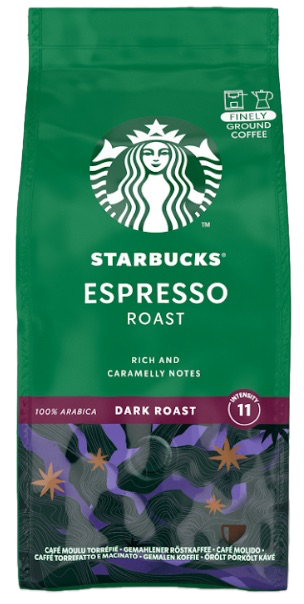 FINELY
GROUND
COFFEE
TM
STARBUCKS®
ESPRESSO
ROAST
RICH AND
CARAMELLY NOTES
100% ARABICA
DARK ROAST
INTENSITY
11
CAFÉ MOULU TORRÉFIÉ • GEMAHLENER RÖSTKAFFEE • CAFÉ MOLIDO •
CAFFÈ TORREFATTO E MACINATO • GEMALEN KOFFIE • ŐRÖLT PÖRKÖLT KÁVÉ